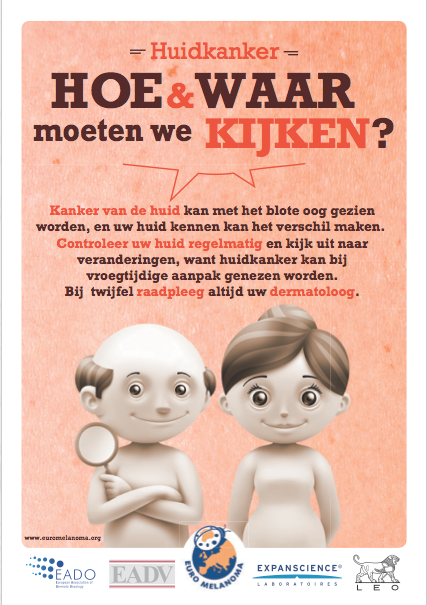 Huidkanker
HOE & WAAR
moeten we KIJKEN?
Kanker van de huid kan met het blote oog gezien
worden, en uw huid kennen kan het verschil maken.
Controleer uw huid regelmatig en kijk uit naar
veranderingen, want huidkanker kan bij
vroegtijdige aanpak genezen worden.
Bij twijfel raadpleeg altijd uw dermatoloog.
www.euromelanoma.org
EADO
European Association of
Dermato Oncology
EADV
EURO MELANOMA
EXPANSCIENCE®
LABORATOIRES
LEO